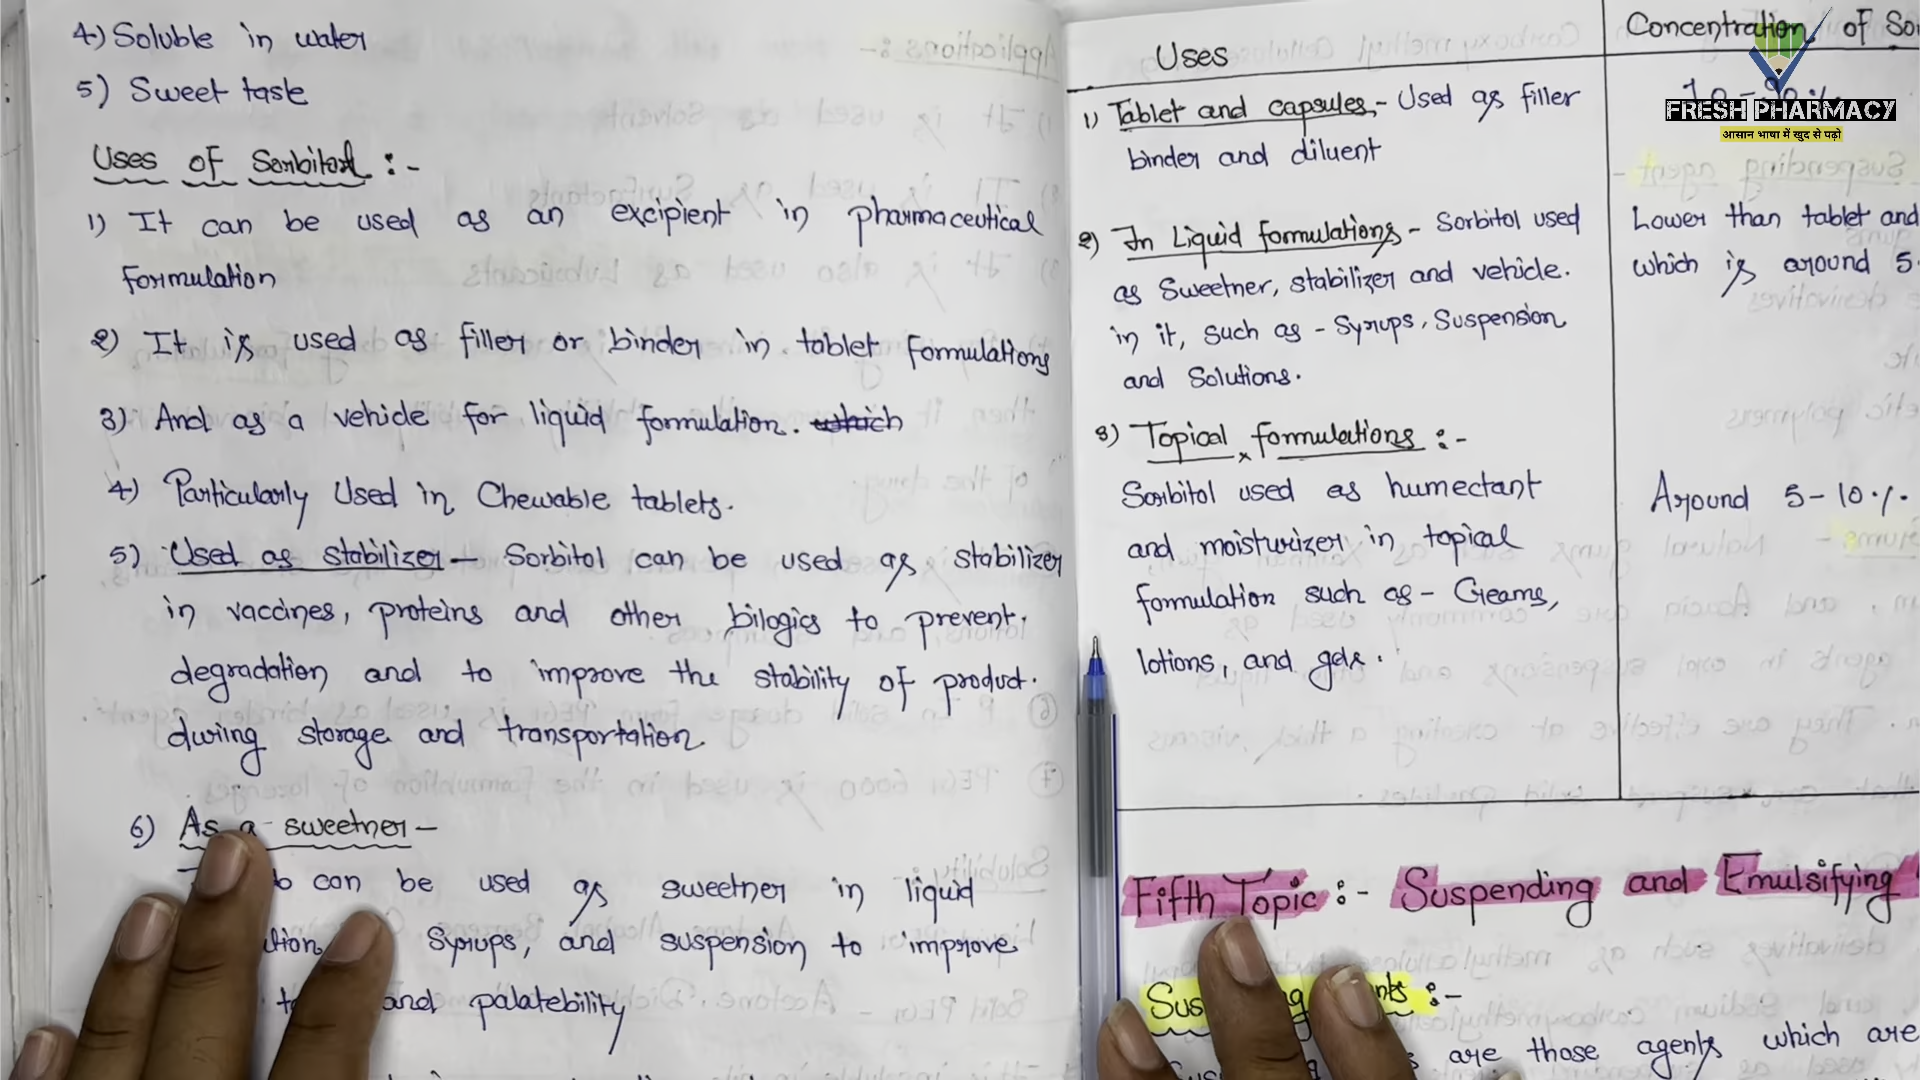 4) Soluble in water
5) Sweet taste
Uses of Sorbitol :-
1) It can be used as an excipient in pharmaceutical
formulation
2) It is used as filler or binder in tablet formulations
3) And as a vehicle for liquid formulation. which
4) Particularly Used in Chewable tablets.
5) Used as stabilizer - Sorbitol can be used as stabilizer
in vaccines, proteins and other bilogics to prevent.
degradation and to improve the stability of product.
during storage and transportation
6) As a sweetner -
can be used as sweetner in liquid
Syrups, and suspension to improve
and palatebility
Uses
1) Tablet and capsules - Used as filler
binder and diluent
2) In Liquid formulations - Sorbitol used
as Sweetner, stabilizer and vehicle.
in it, such as - Syrups, Suspension
and Solutions.
3) Topical formulations :-
Sorbitol used as humectant
and moisturizer in topical
formulation such as - Creams,
lotions, and gels.
Concentration of
Lower than tablet and
which is around 5
Around 5-10%.
Fifth Topic :- Suspending and Emulsifying
:-
are those agents which are
FRESH PHARMACY
आसान भाषा में खुद से पढ़ो